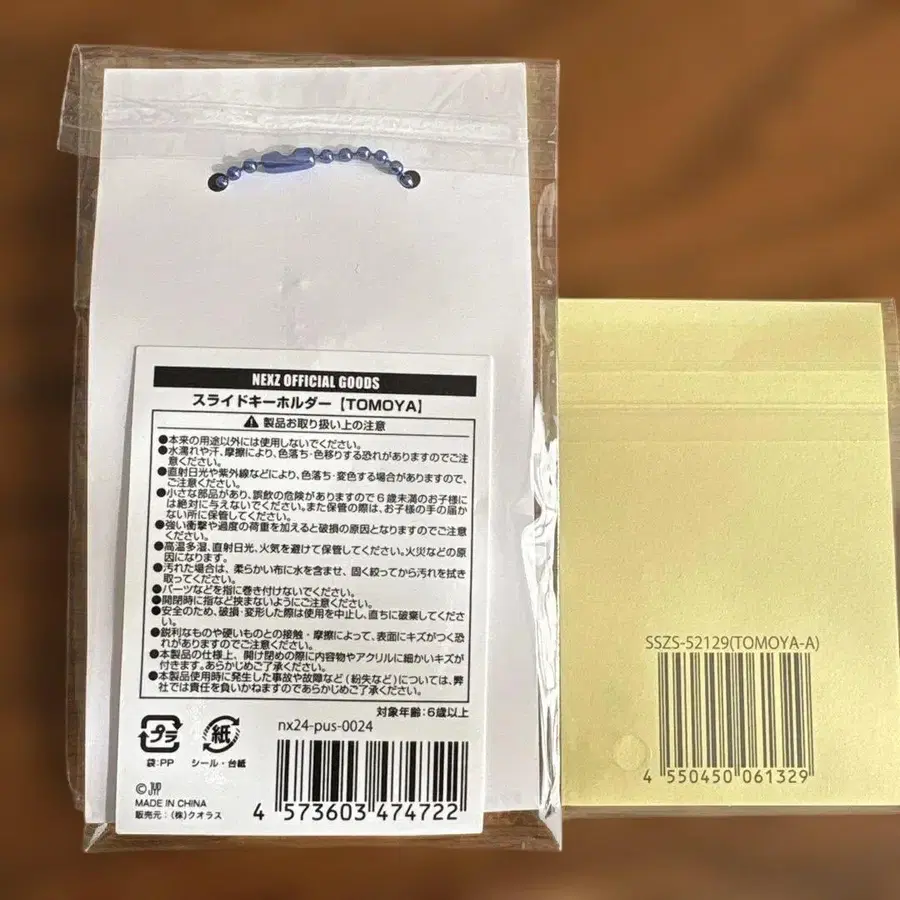 NEXZ OFFICIAL GOODS
スライドキーホルダー【TOMOYA】
⚠製品お取り扱い上の注意
●本来の用途以外には使用しないでください。
●水濡れや汗、摩擦により、色落ち・色移りする恐れがありますのでご注
意ください。
●直射日光や紫外線などにより、色落ち・変色する場合がありますので、
ご注意ください。
●小さな部品があり、誤飲の危険がありますので6歳未満のお子様に
は絶対に与えないでください。また保管の際は、お子様の手の届か
ない所に保管してください。
●強い衝撃や過度の荷重を加えると破損の原因となりますのでご注意
ください。
●高温多湿、直射日光、火気を避けて保管してください。火災などの原
因になります。
●汚れた場合は、柔らかい布に水を含ませ、固く絞ってから汚れを拭き
取ってください。
●パーツなどを指に巻き付けないでください。
●開閉時に指など挟まないようにご注意ください。
●安全のため、破損・変形した際は使用を中止し、直ちに破棄してくだ
さい。
●鋭利なものや硬いものとの接触・摩擦によって、表面にキズがつく恐
れがありますのでご注意ください。
●本製品の仕様上、開け閉めの際に内容物やアクリルに細かいキズが
付きます。あらかじめご了承ください。
●本製品使用時に発生した事故や故障など(紛失など)については、弊
社では責任を負いかねますのであらかじめご了承ください。
対象年齢:6歳以上
プラ
袋:PP
紙
シール・台紙
nx24-pus-0024
© JYP
MADE IN CHINA
販売元:(株)クオラス
4 573603 474722
SSZS-52129(TOMOYA-A)
4 550450 061329